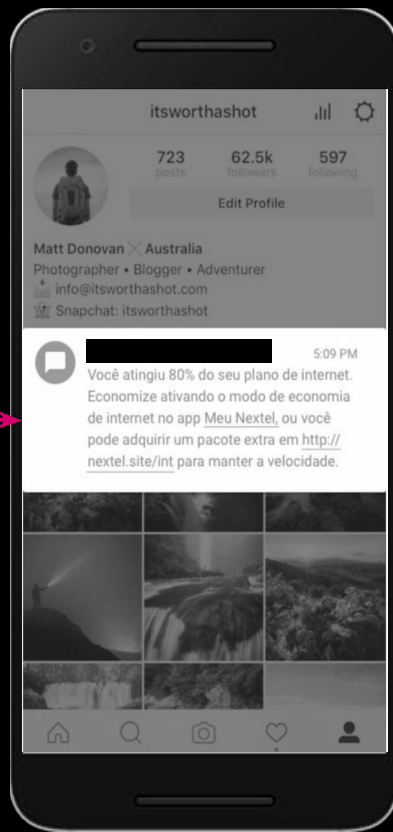 itsworthashot
723 62.5k 597
posts followers following
Edit Profile
Matt Donovan ╳ Australia
Photographer • Blogger • Adventurer
info@itsworthashot.com
Snapchat: itsworthashot
5:09 PM
Você atingiu 80% do seu plano de internet.
Economize ativando o modo de economia
de internet no app Meu Nextel, ou você
pode adquirir um pacote extra em http://
nextel.site/int para manter a velocidade.